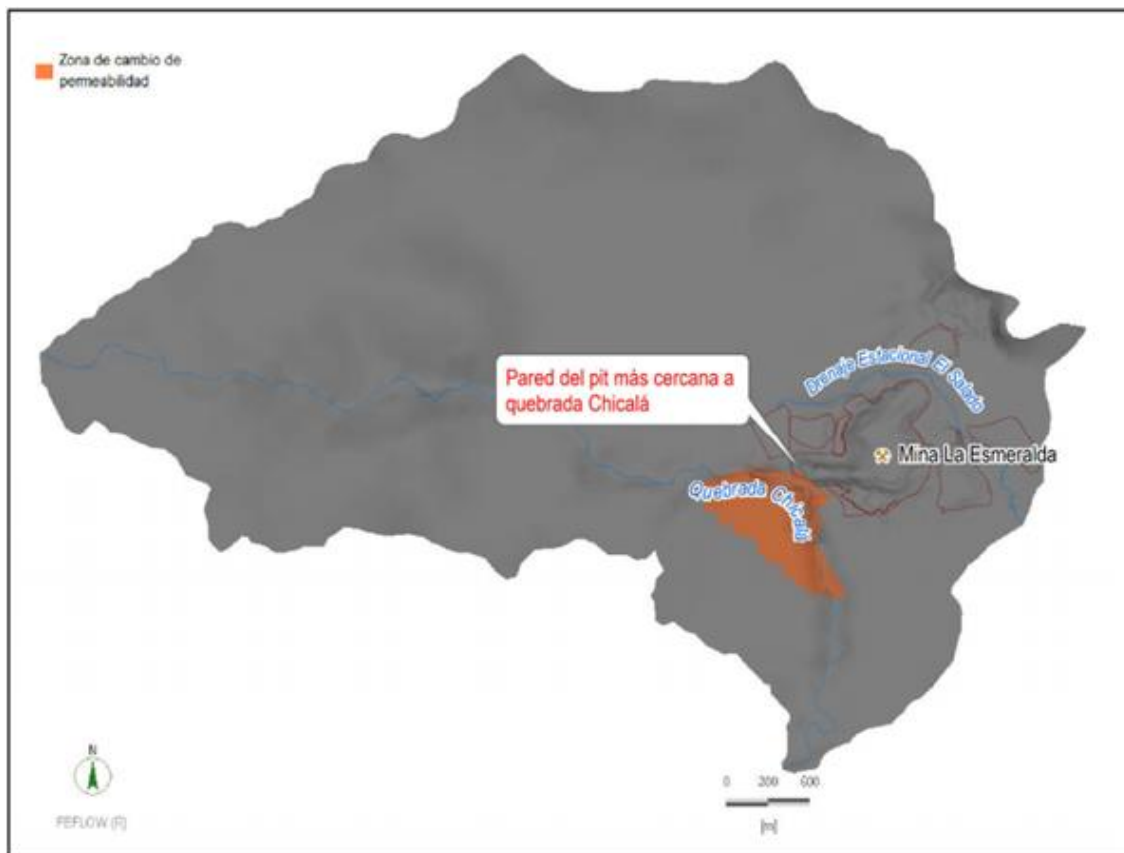 Zona de cambio de
permeabilidad
Pared del pit más cercana a
quebrada Chicalá
Drenaje Estacional El Salado
Mina La Esmeralda
Quebrada Chicalá
N
FEFLOW (R)
0 200 600
[m]